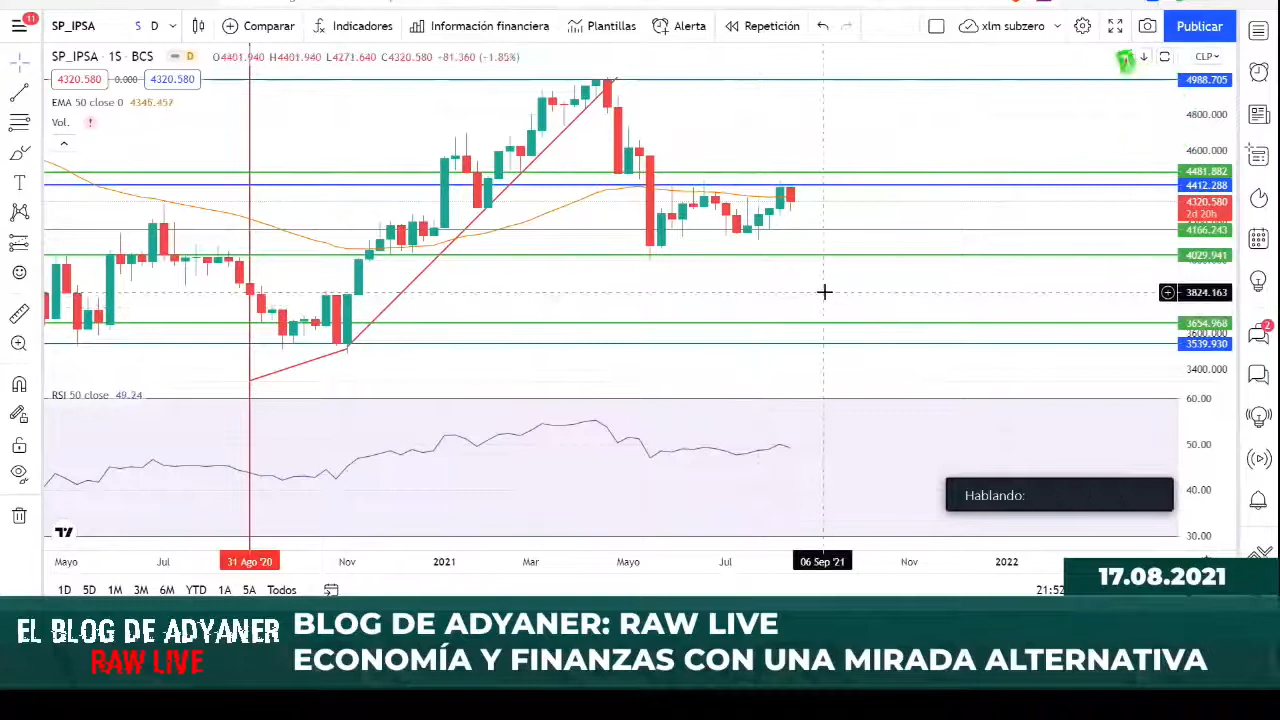 11
SP_IPSA
S
D
Comparar
Indicadores
Información financiera
Plantillas
Alerta
Repetición
xlm subzero
Publicar
SP_IPSA · 1S · BCS
D
O4401.940 H4401.940 L4271.640 C4320.580 −81.360 (−1.85%)
CLP
4320.580
0.000
4320.580
EMA 50 close 0 4345.457
Vol.
4988.705
4800.000
4600.000
4481.882
4412.288
4320.580
2d 20h
4166.243
4029.941
3824.163
3654.968
3600.000
3539.930
3400.000
2
RSI 50 close 49.24
60.00
50.00
40.00
30.00
Hablando:
Mayo
Jul
31 Ago '20
Nov
2021
Mar
Mayo
Jul
06 Sep '21
Nov
2022
1D 5D 1M 3M 6M YTD 1A 5A Todos
21:52
17.08.2021
EL BLOG DE ADYANER
RAW LIVE
BLOG DE ADYANER: RAW LIVE
ECONOMÍA Y FINANZAS CON UNA MIRADA ALTERNATIVA